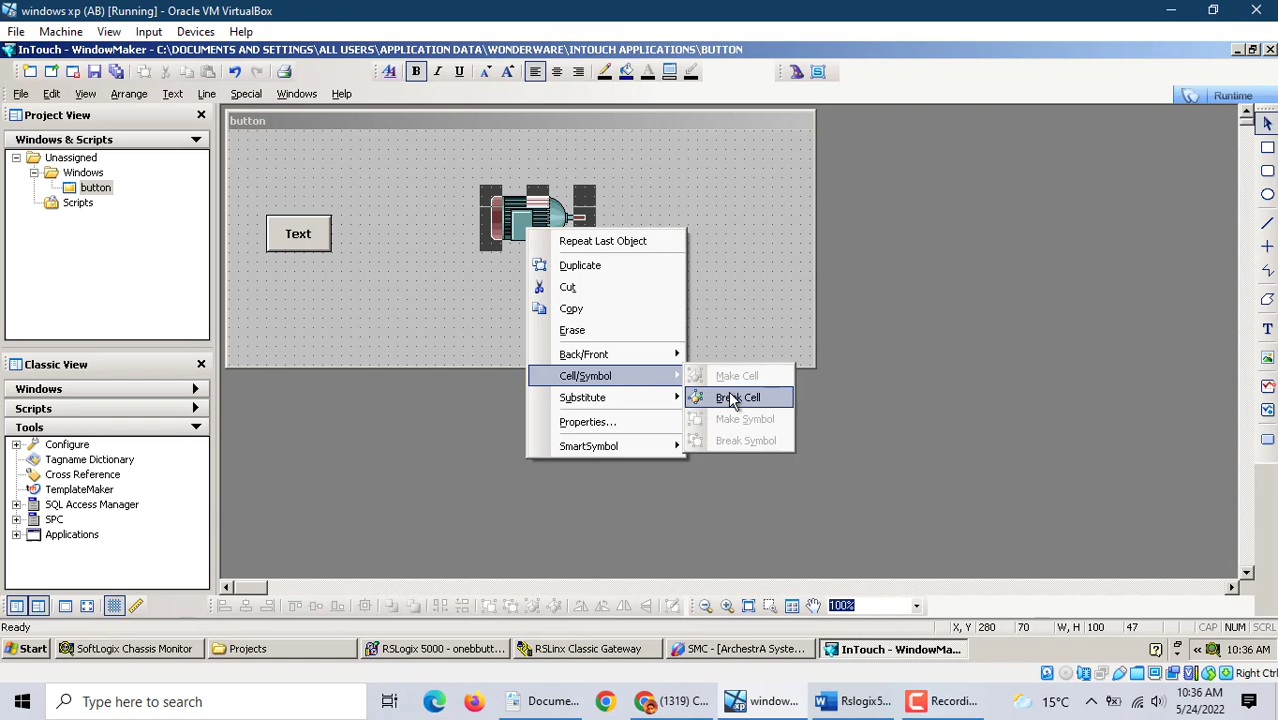 windows xp (AB) [Running] - Oracle VM VirtualBox
File Machine View Input Devices Help
InTouch - WindowMaker - C:\DOCUMENTS AND SETTINGS\ALL USERS\APPLICATION DATA\WONDERWARE\INTOUCH APPLICATIONS\BUTTON
B I U A A A
File Edit View Arrange Text Line Special Windows Help
Runtime
Project View
Windows & Scripts
Unassigned
Windows
button
Scripts
button
Text
Repeat Last Object
Duplicate
Cut
Copy
Erase
Back/Front
Cell/Symbol
Substitute
Properties...
SmartSymbol
Make Cell
Break Cell
Make Symbol
Break Symbol
T
Classic View
Windows
Scripts
Tools
Configure
Tagname Dictionary
Cross Reference
TemplateMaker
SQL Access Manager
SPC
Applications
100%
Ready
X, Y 280 70 W, H 100 47 CAP NUM SCRL
Start SoftLogix Chassis Monitor Projects RSLogix 5000 - onebutt... RSLinx Classic Gateway SMC - [ArchestrA System... InTouch - WindowMa... 10:36 AM
Right Ctrl
Type here to search Docume... (1319) C... window... Rslogix5... Recordi... 15°C 10:36 AM
5/24/2022